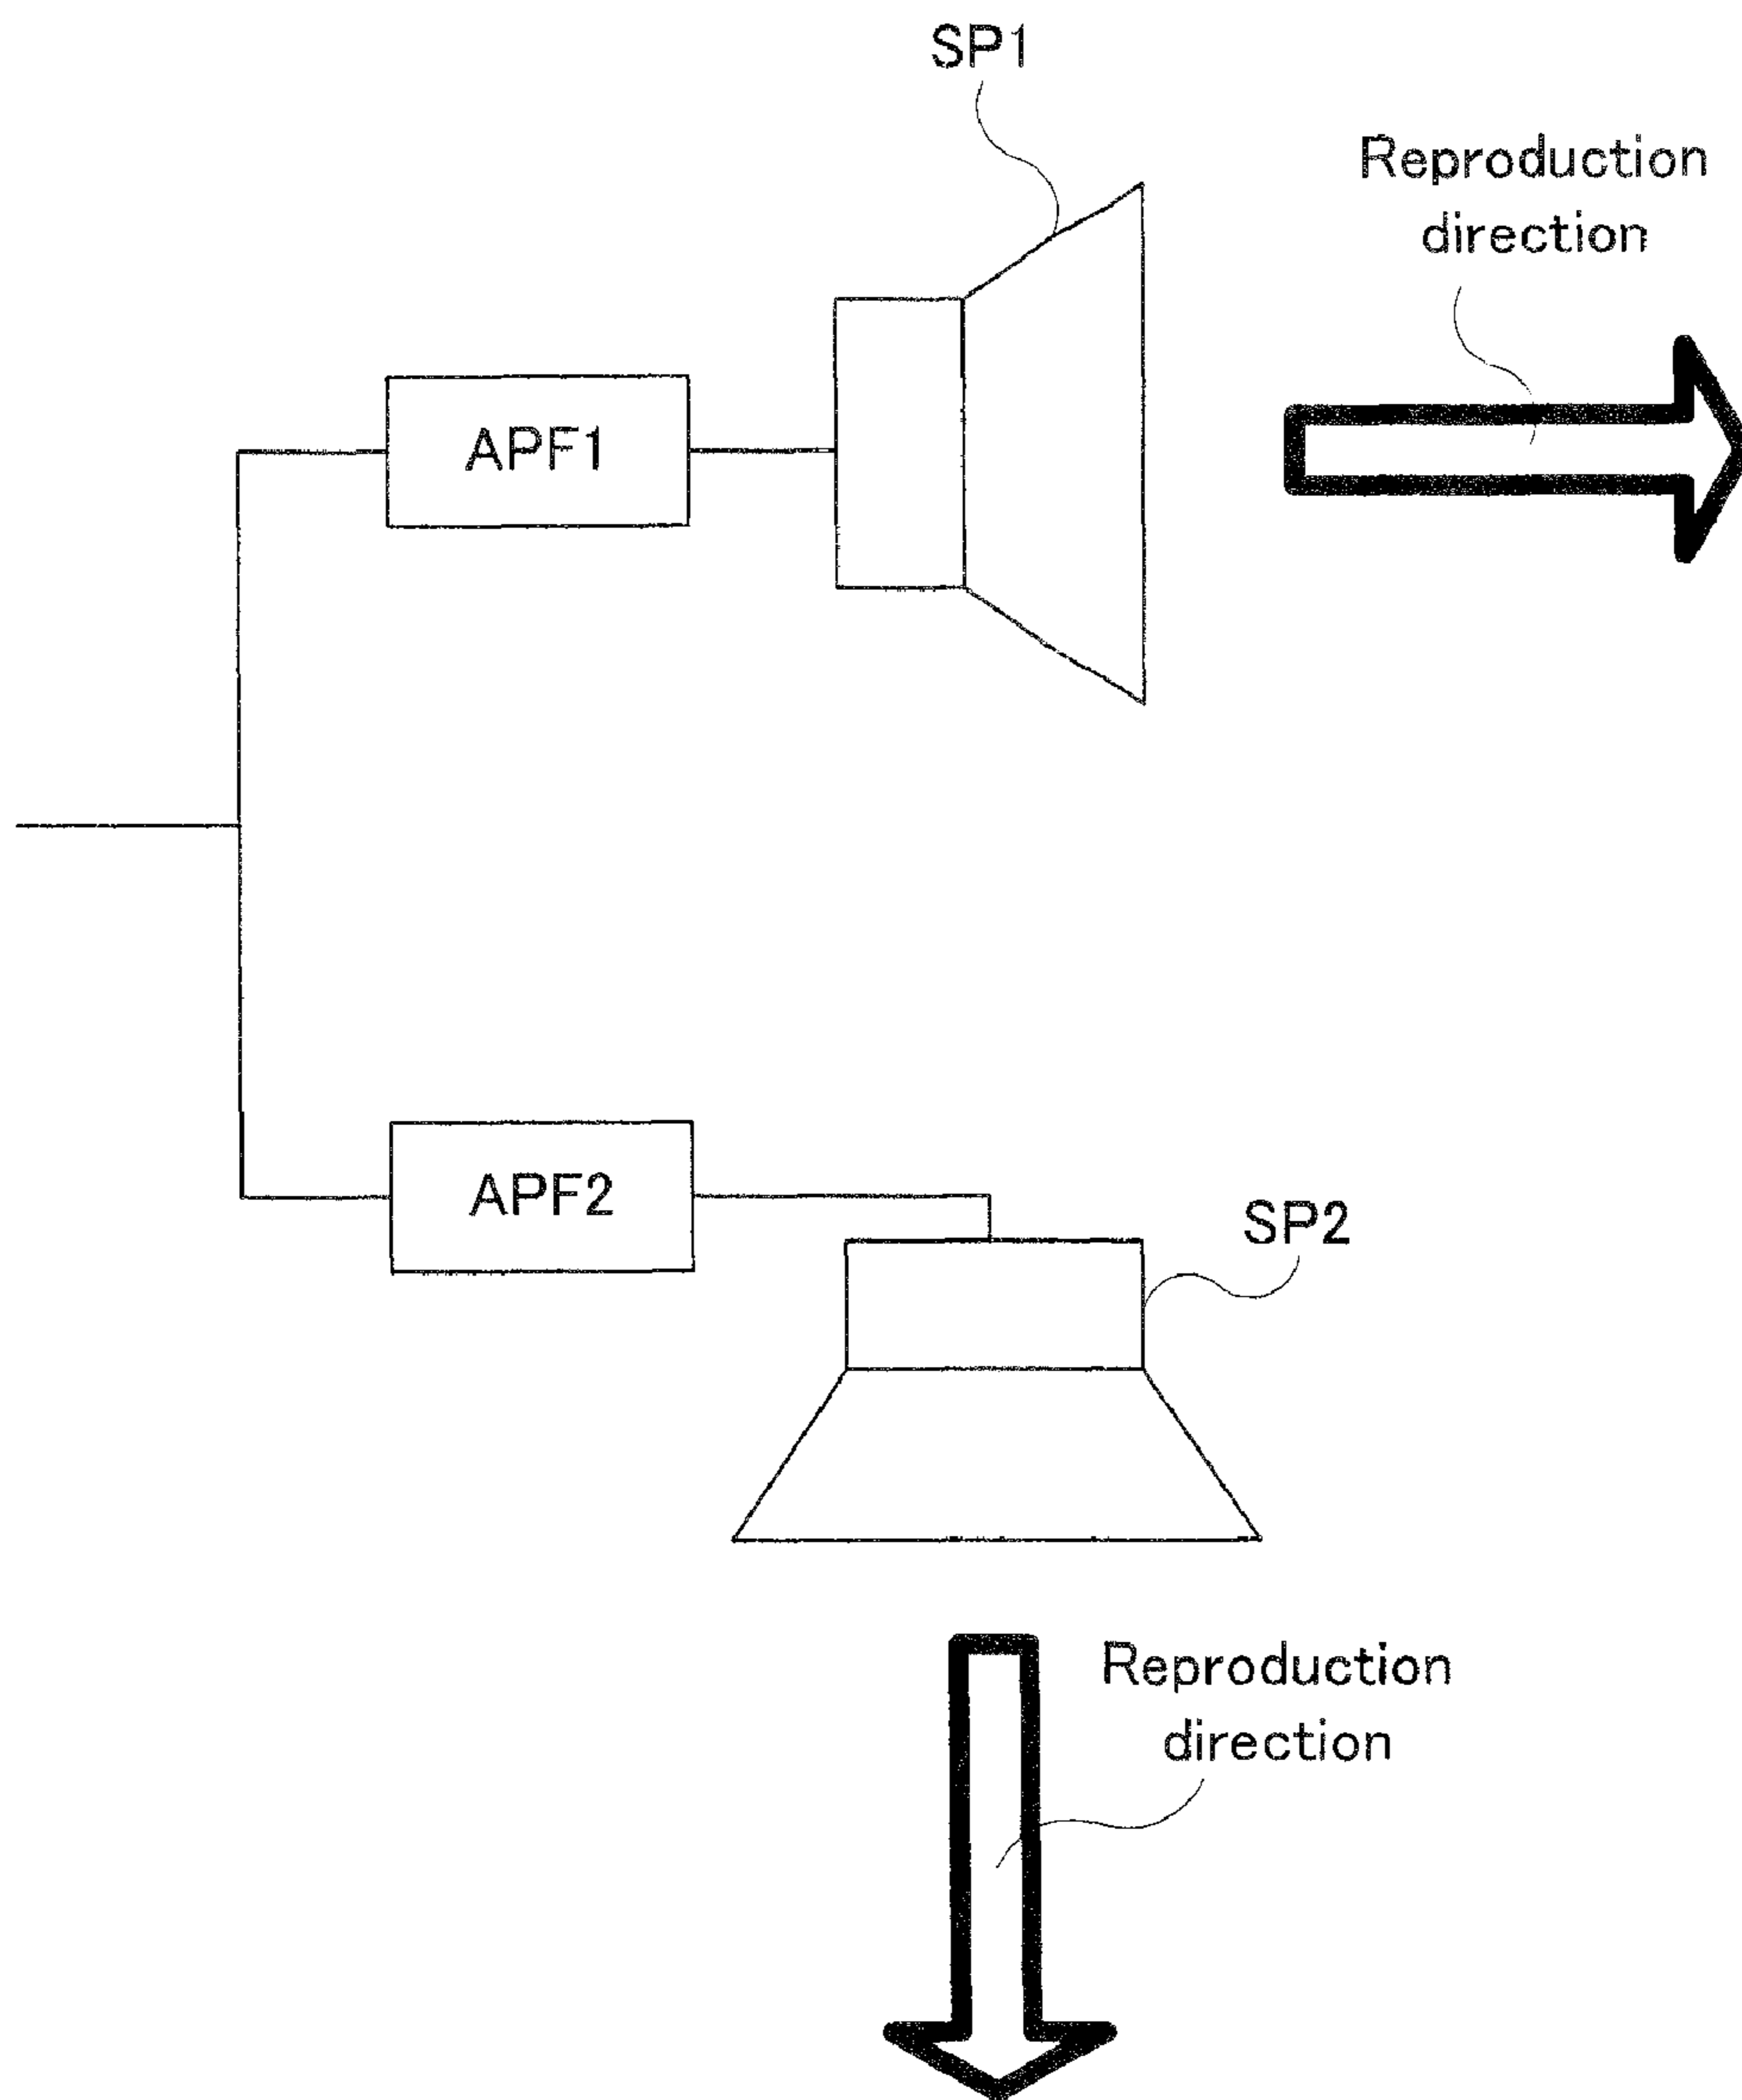 SP1
Reproduction
direction
APF1
APF2
SP2
Reproduction
direction